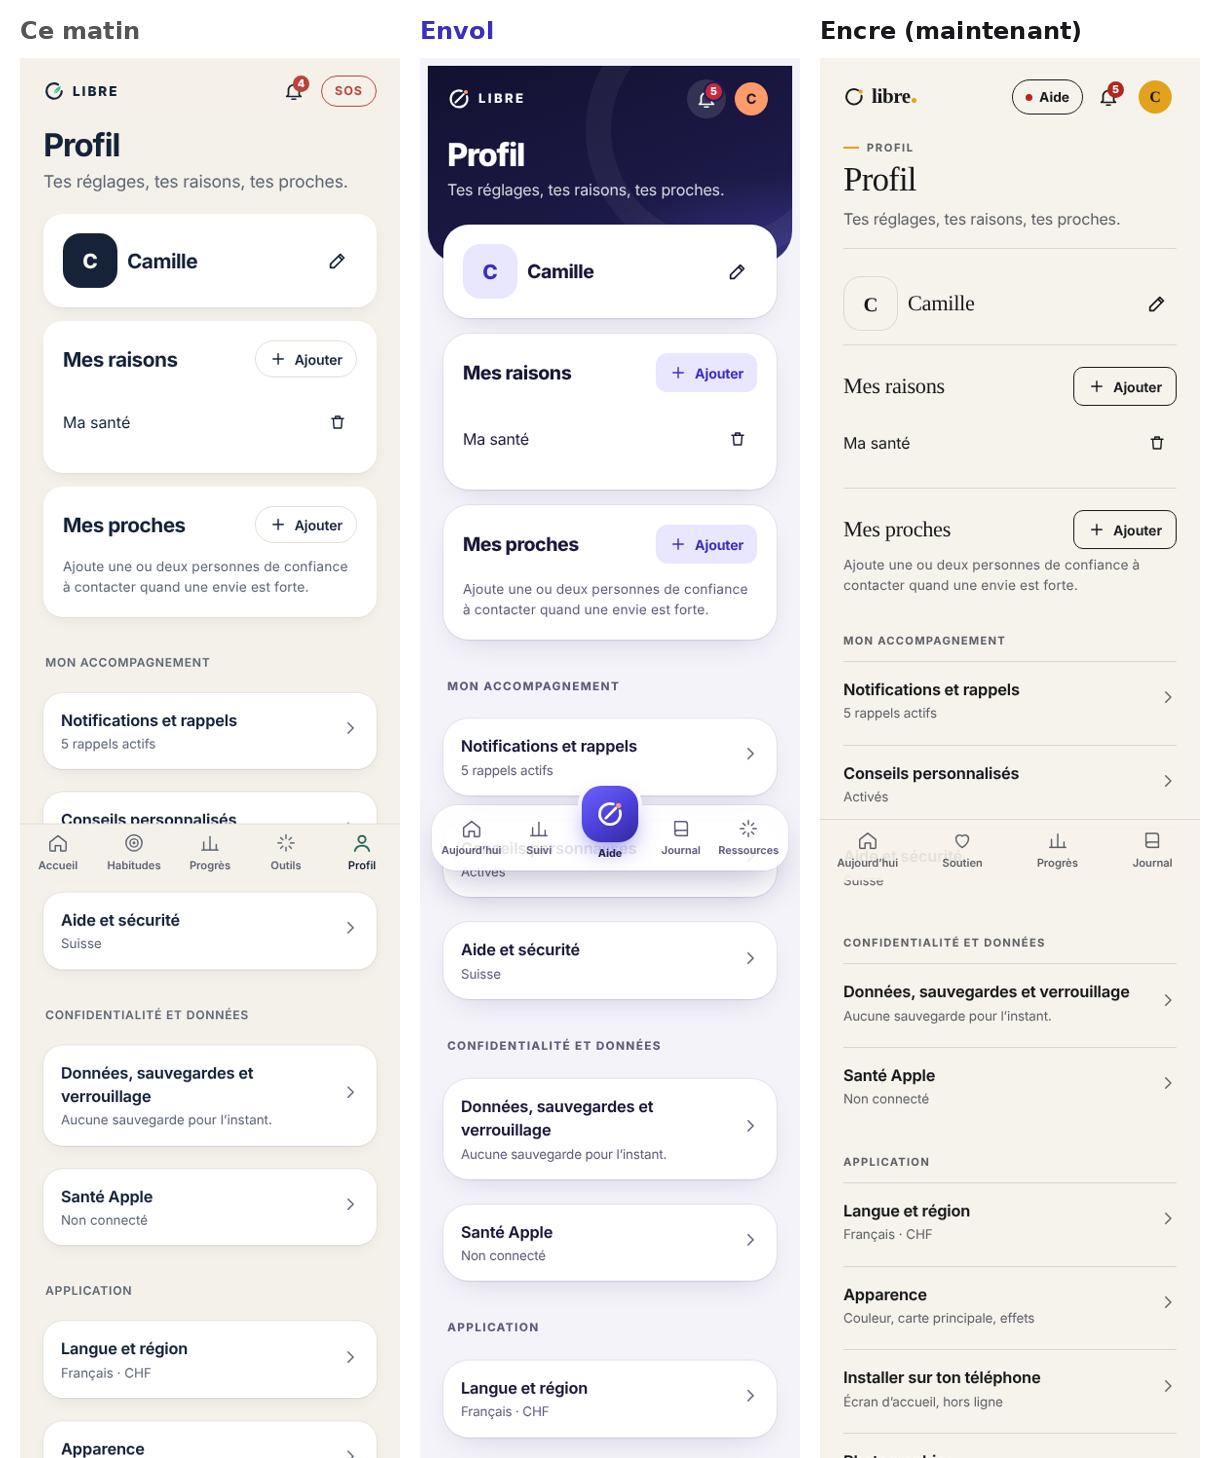 Ce matin
LIBRE
4
SOS
Profil
Tes réglages, tes raisons, tes proches.
C
Camille
Mes raisons
Ajouter
Ma santé
Mes proches
Ajouter
Ajoute une ou deux personnes de confiance
à contacter quand une envie est forte.
MON ACCOMPAGNEMENT
Notifications et rappels
5 rappels actifs
Conseils personnalisés
Accueil
Habitudes
Progrès
Outils
Profil
Aide et sécurité
Suisse
CONFIDENTIALITÉ ET DONNÉES
Données, sauvegardes et
verrouillage
Aucune sauvegarde pour l’instant.
Santé Apple
Non connecté
APPLICATION
Langue et région
Français · CHF
Apparence
Envol
LIBRE
5
C
Profil
Tes réglages, tes raisons, tes proches.
C
Camille
Mes raisons
Ajouter
Ma santé
Mes proches
Ajouter
Ajoute une ou deux personnes de confiance
à contacter quand une envie est forte.
MON ACCOMPAGNEMENT
Notifications et rappels
5 rappels actifs
Conseils personnalisés
Aujourd’hui
Suivi
Aide
Journal
Ressources
Activés
Aide et sécurité
Suisse
CONFIDENTIALITÉ ET DONNÉES
Données, sauvegardes et
verrouillage
Aucune sauvegarde pour l’instant.
Santé Apple
Non connecté
APPLICATION
Langue et région
Français · CHF
Encre (maintenant)
libre.
Aide
5
C
PROFIL
Profil
Tes réglages, tes raisons, tes proches.
C
Camille
Mes raisons
Ajouter
Ma santé
Mes proches
Ajouter
Ajoute une ou deux personnes de confiance à
contacter quand une envie est forte.
MON ACCOMPAGNEMENT
Notifications et rappels
5 rappels actifs
Conseils personnalisés
Activés
Aide et sécurité
Aujourd’hui
Soutien
Progrès
Journal
Suisse
CONFIDENTIALITÉ ET DONNÉES
Données, sauvegardes et verrouillage
Aucune sauvegarde pour l’instant.
Santé Apple
Non connecté
APPLICATION
Langue et région
Français · CHF
Apparence
Couleur, carte principale, effets
Installer sur ton téléphone
Écran d’accueil, hors ligne